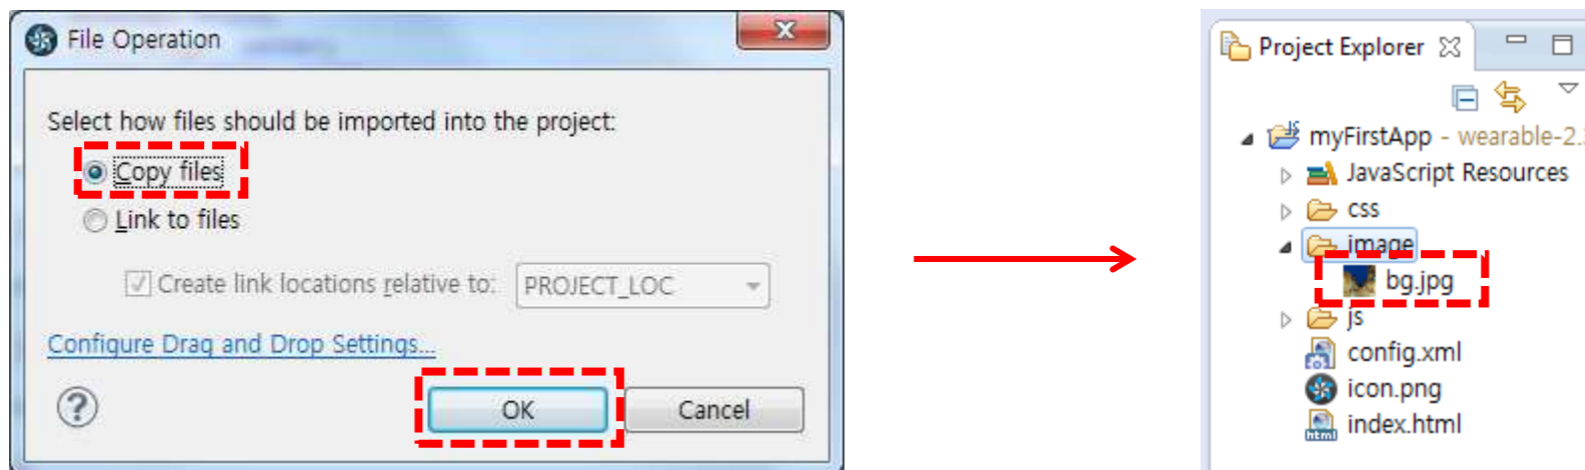 File Operation
Select how files should be imported into the project:
Copy files
Link to files
Create link locations relative to: PROJECT_LOC
Configure Drag and Drop Settings...
OK Cancel
Project Explorer
myFirstApp - wearable-2.
JavaScript Resources
css
image
bg.jpg
js
config.xml
icon.png
index.html